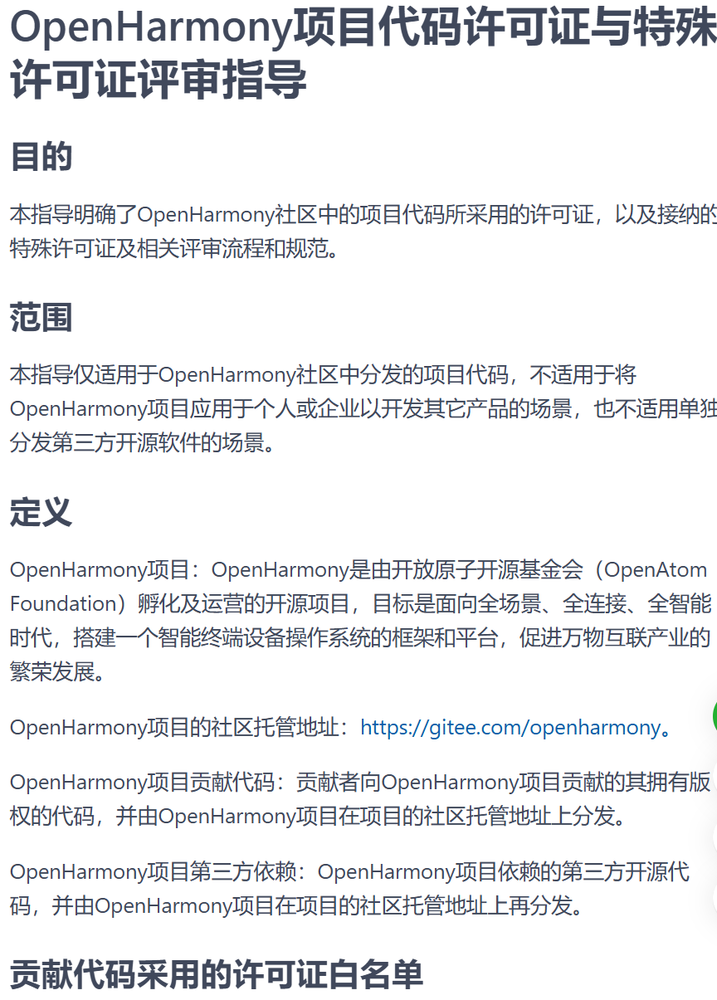 OpenHarmony项目代码许可证与特殊
许可证评审指导
目的
本指导明确了OpenHarmony社区中的项目代码所采用的许可证，以及接纳的
特殊许可证及相关评审流程和规范。
范围
本指导仅适用于OpenHarmony社区中分发的项目代码，不适用于将
OpenHarmony项目应用于个人或企业以开发其它产品的场景，也不适用单独
分发第三方开源软件的场景。
定义
OpenHarmony项目：OpenHarmony是由开放原子开源基金会（OpenAtom
Foundation）孵化及运营的开源项目，目标是面向全场景、全连接、全智能
时代，搭建一个智能终端设备操作系统的框架和平台，促进万物互联产业的
繁荣发展。
OpenHarmony项目的社区托管地址：https://gitee.com/openharmony。
OpenHarmony项目贡献代码：贡献者向OpenHarmony项目贡献的其拥有版
权的代码，并由OpenHarmony项目在项目的社区托管地址上分发。
OpenHarmony项目第三方依赖：OpenHarmony项目依赖的第三方开源代
码，并由OpenHarmony项目在项目的社区托管地址上再分发。
贡献代码采用的许可证白名单